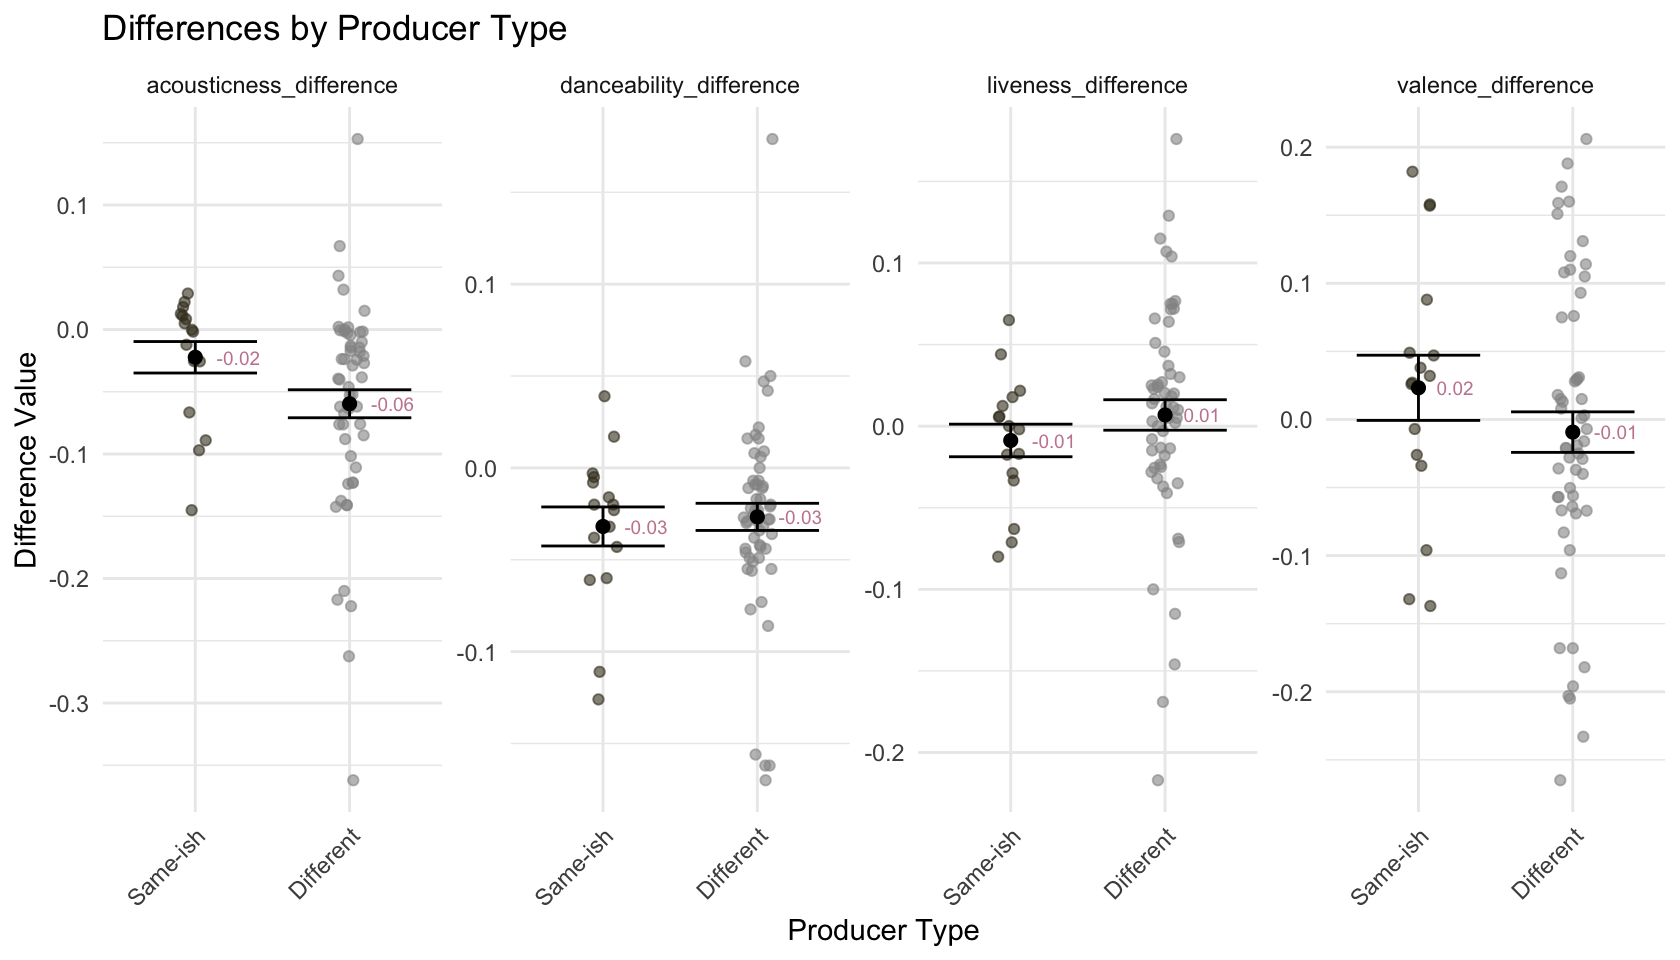 Differences by Producer Type
acousticness_difference
danceability_difference
liveness_difference
valence_difference
Difference Value
0.1
0.0
-0.1
-0.2
-0.3
-0.02
-0.06
Same-ish
Different
0.1
0.0
-0.1
-0.03
-0.03
Same-ish
Different
0.1
0.0
-0.1
-0.2
-0.01
0.01
Same-ish
Different
0.2
0.1
0.0
-0.1
-0.2
0.02
-0.01
Same-ish
Different
Producer Type